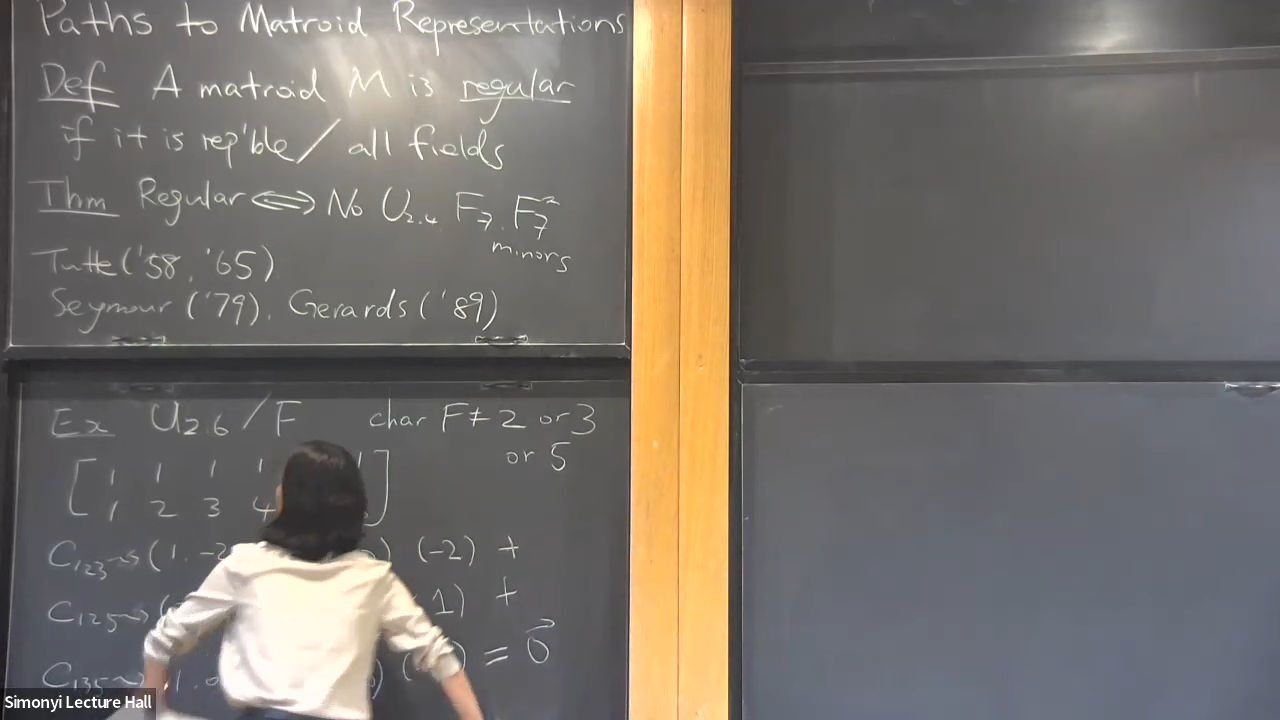 Paths to Matroid Representations
Def A matroid M is regular
if it is rep'ble / all fields
Thm Regular ⟺ No U₂.₄ F₇. F₇*
minors
Tutte ('58, '65)
Seymour ('79). Gerards ('89)
Ex U₂.₆ / F char F ≠ 2 or 3
or 5
[ 1 1 1 1 1 ]
1 2 3 4
C₁₂₃ ⇝ (1. -2 ) (-2) +
C₁₂₅ ⇝ ( 1) +
C₁₃₅ ⇝ (1. 0 ) = 0⃗
Simonyi Lecture Hall